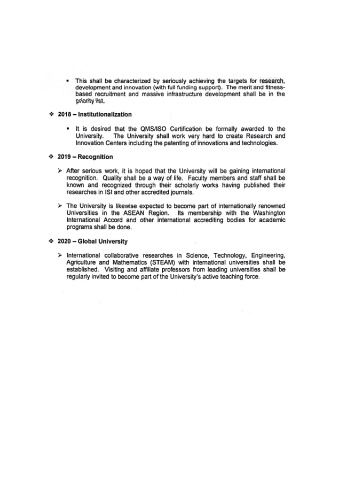 ▪ This shall be characterized by seriously achieving the targets for research,
development and innovation (with full funding support). The merit and fitness-
based recruitment and massive infrastructure development shall be in the
priority list.
❖ 2018 – Institutionalization
▪ It is desired that the QMS/ISO Certification be formally awarded to the
University. The University shall work very hard to create Research and
Innovation Centers including the patenting of innovations and technologies.
❖ 2019 – Recognition
➢ After serious work, it is hoped that the University will be gaining international
recognition. Quality shall be a way of life. Faculty members and staff shall be
known and recognized through their scholarly works having published their
researches in ISI and other accredited journals.
➢ The University is likewise expected to become part of internationally renowned
Universities in the ASEAN Region. Its membership with the Washington
International Accord and other international accrediting bodies for academic
programs shall be done.
❖ 2020 – Global University
➢ International collaborative researches in Science, Technology, Engineering,
Agriculture and Mathematics (STEAM) with international universities shall be
established. Visiting and affiliate professors from leading universities shall be
regularly invited to become part of the University's active teaching force.